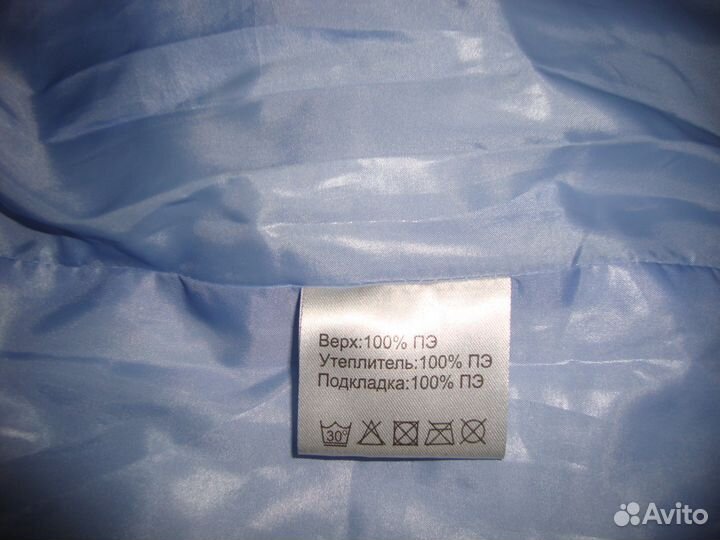 Верх:100% ПЭ
Утеплитель:100% ПЭ
Подкладка:100% ПЭ
30°
Avito